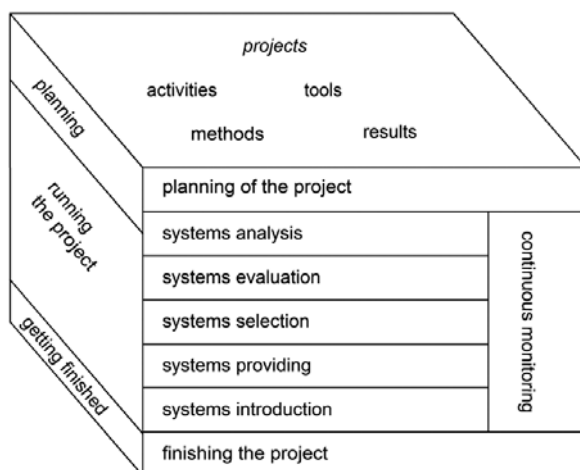 projects
activities
tools
methods
results
planning
running
the project
getting finished
planning of the project
systems analysis
systems evaluation
systems selection
systems providing
systems introduction
continuous monitoring
finishing the project